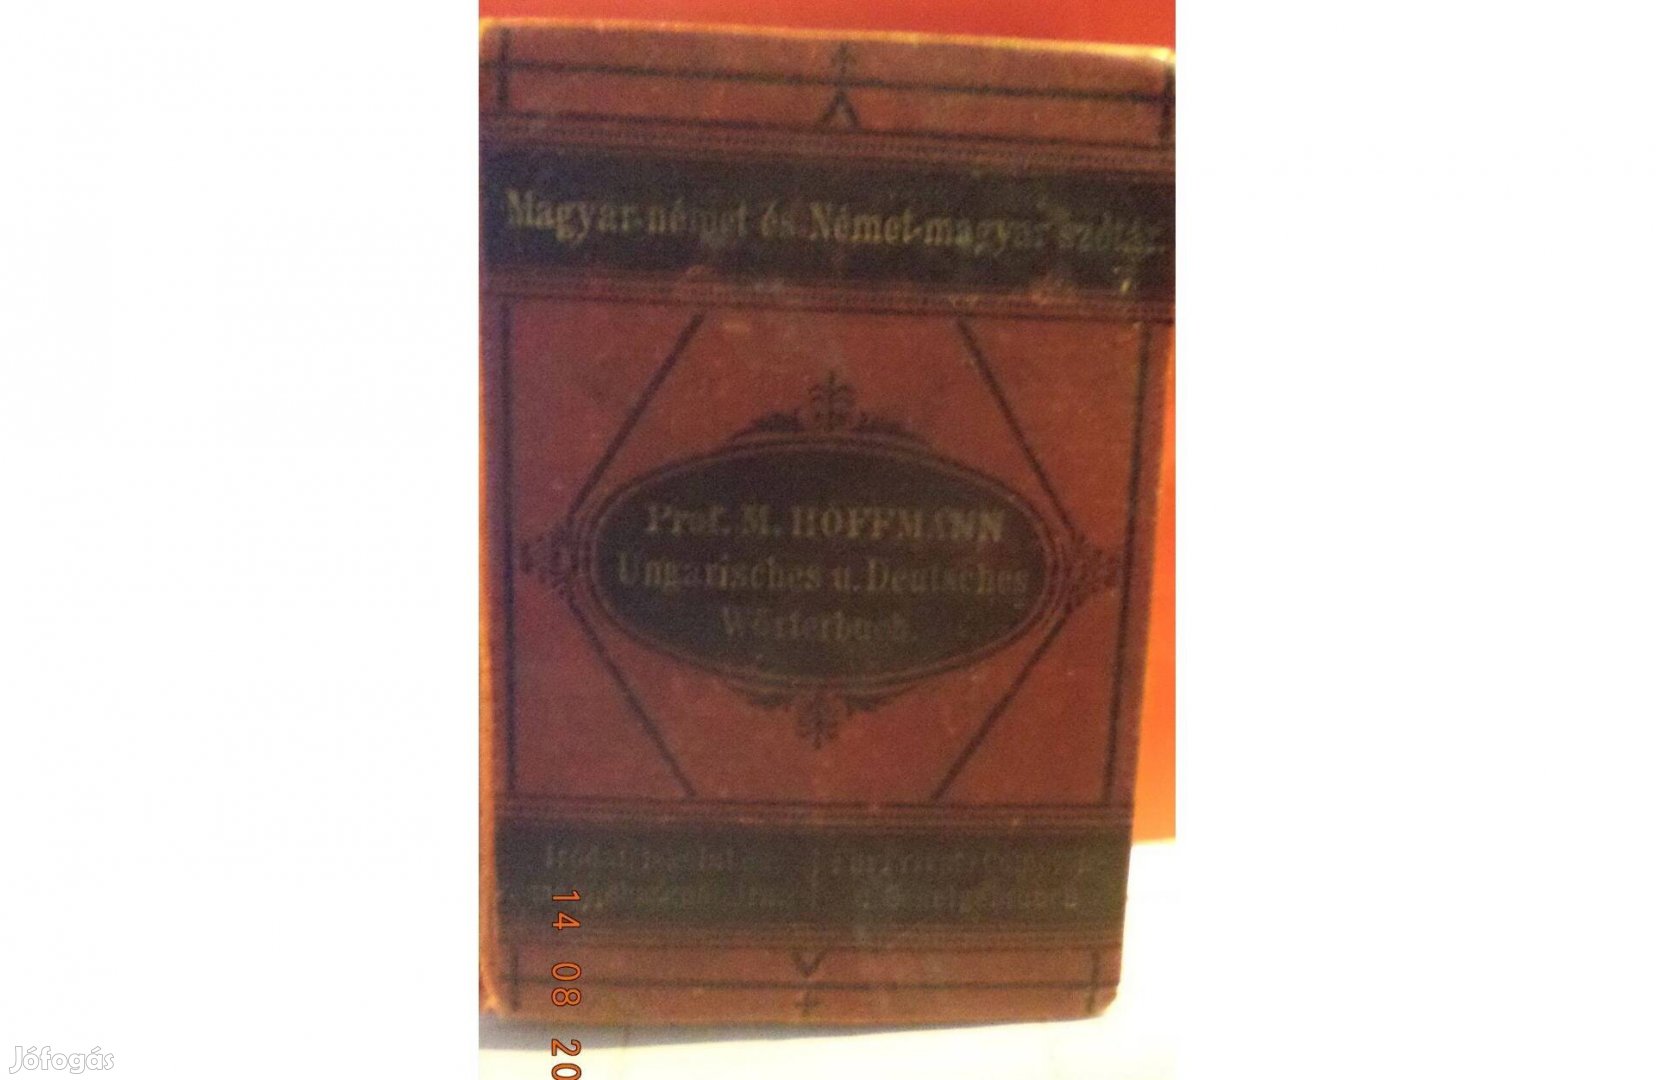 Magyar-német és Német-magyar szótár
Prof. M. HOFFMANN
Ungarisches u. Deutsches
Wörterbuch.
14 08 20
Jófogás